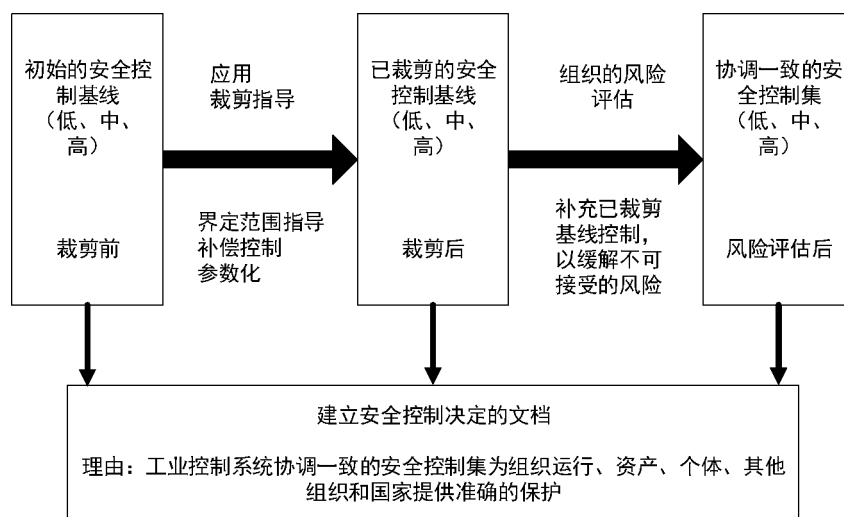 初始的安全控
制基线
（低、中、
高）
裁剪前
应用
裁剪指导
界定范围指导
补偿控制
参数化
已裁剪的安全
控制基线
（低、中、
高）
裁剪后
组织的风险
评估
补充已裁剪
基线控制，
以缓解不可
接受的风险
协调一致的安
全控制集
（低、中、
高）
风险评估后
建立安全控制决定的文档
理由：工业控制系统协调一致的安全控制集为组织运行、资产、个体、其他
组织和国家提供准确的保护